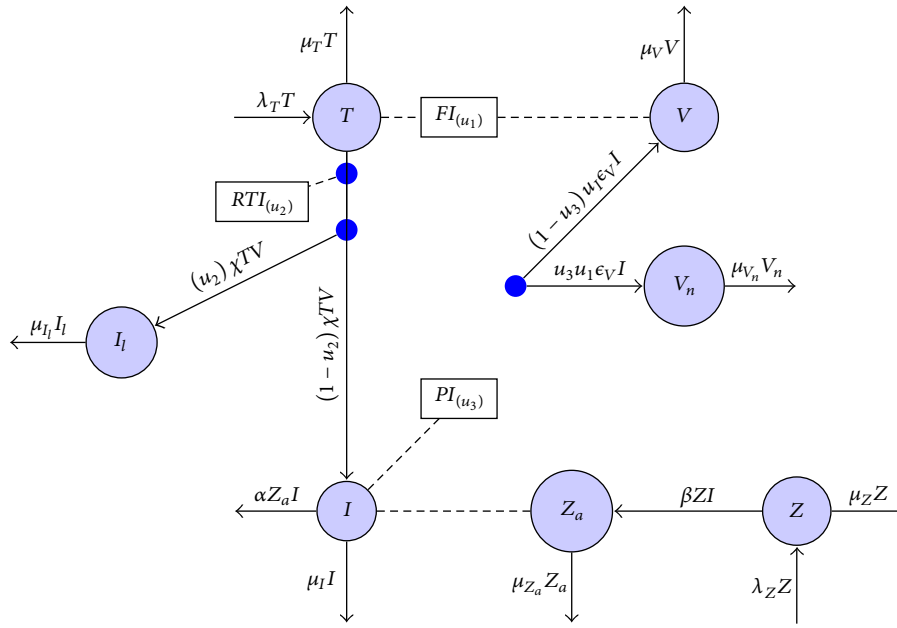 μ_T T
μ_V V
λ_T T
T
FI_(u_1)
V
RTI_(u_2)
(1 − u_3) u_I ϵ_V I
(u_2) χTV
u_3 u_1 ϵ_V I
V_n
μ_{V_n} V_n
μ_{I_l} I_l
I_l
(1 − u_2) χTV
PI_(u_3)
αZ_a I
I
Z_a
βZI
Z
μ_Z Z
μ_I I
μ_{Z_a} Z_a
λ_Z Z